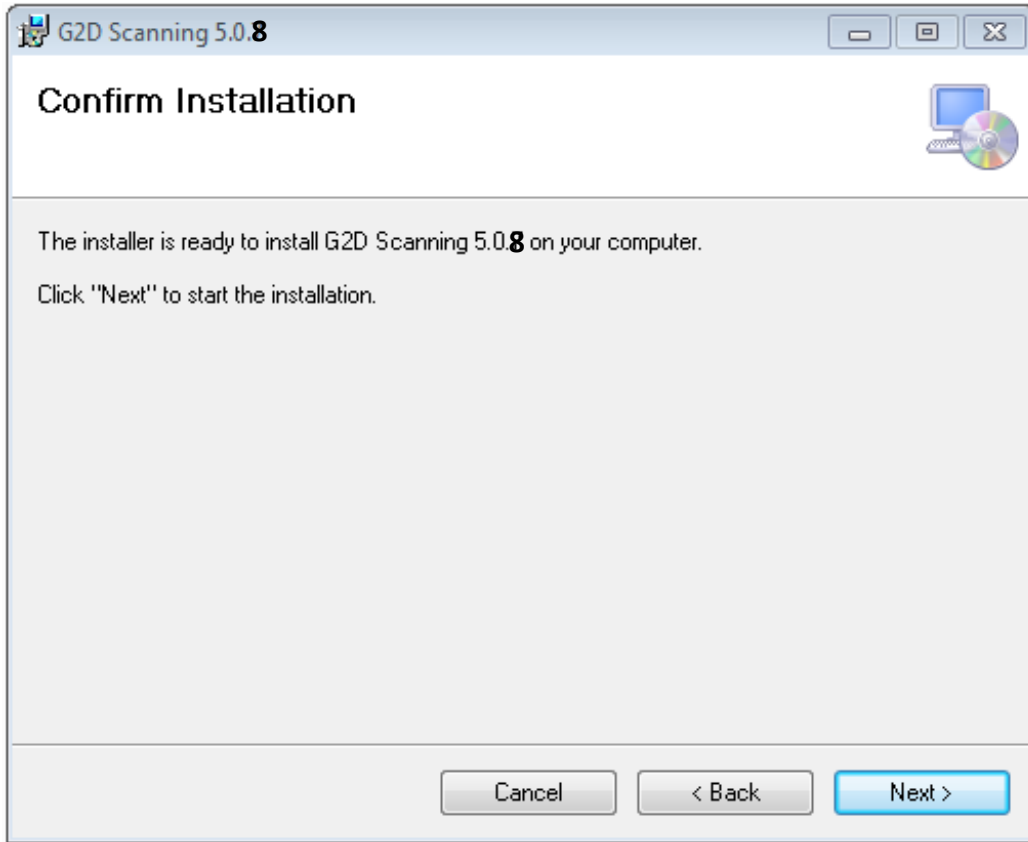 G2D Scanning 5.0.8
Confirm Installation
The installer is ready to install G2D Scanning 5.0.8 on your computer.
Click "Next" to start the installation.
Cancel
< Back
Next >